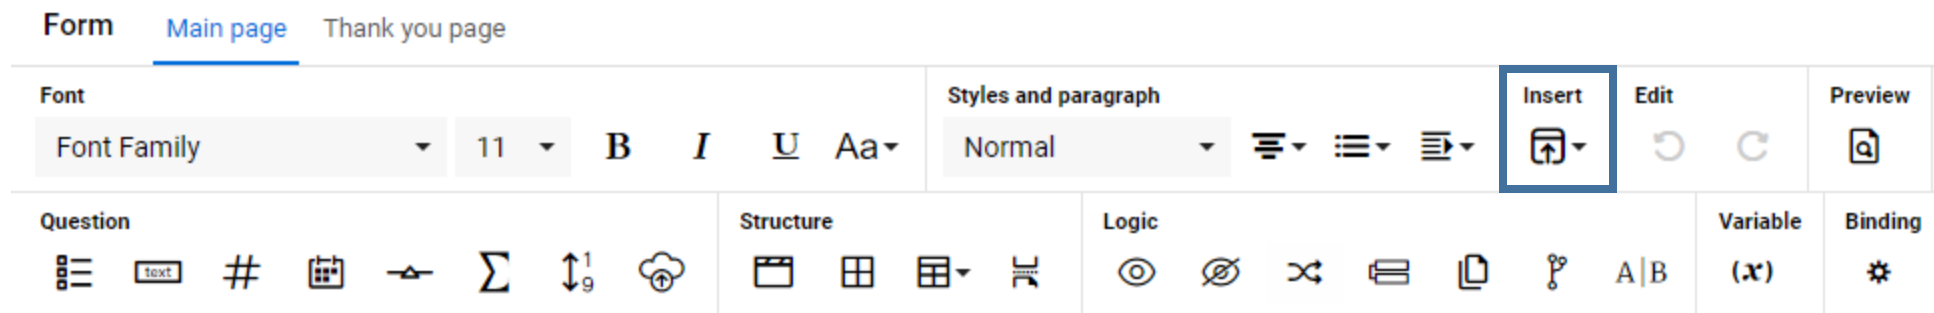 Form Main page Thank you page
Font Styles and paragraph Insert Edit Preview
Font Family 11 B I U Aa Normal
Question Structure Logic Variable Binding
text # Σ 1 9 A|B (x)